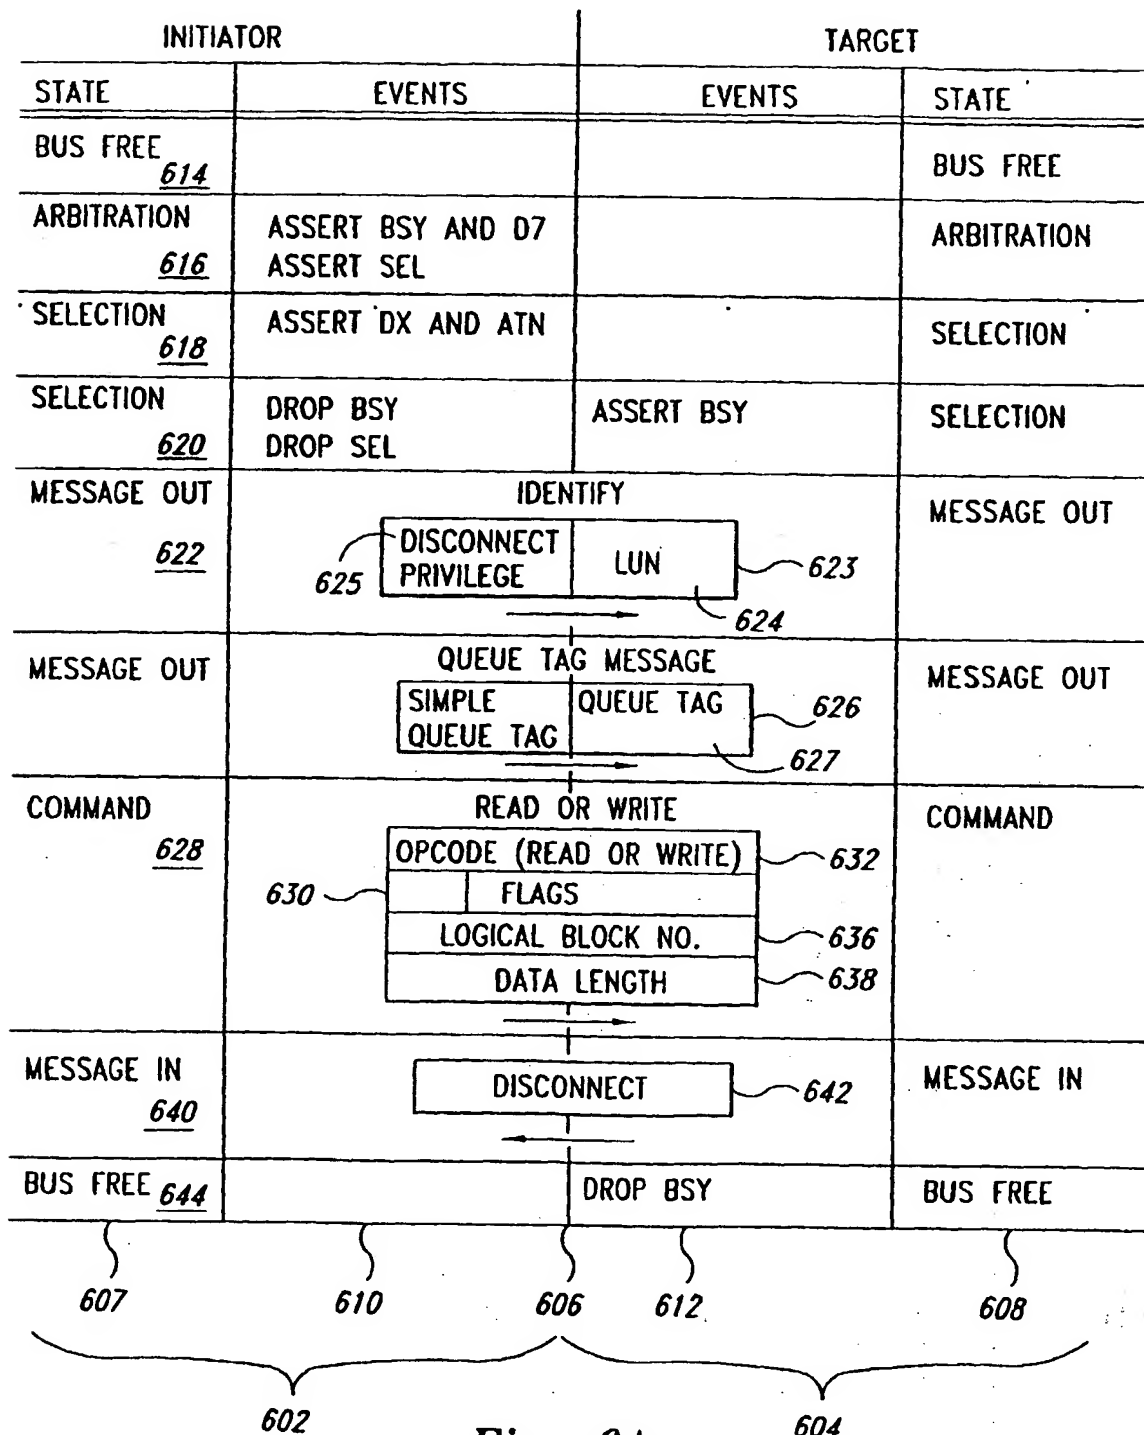 INITIATOR TARGET
STATE EVENTS EVENTS STATE
BUS FREE 614 BUS FREE
ARBITRATION 616 ASSERT BSY AND D7 ARBITRATION
ASSERT SEL
SELECTION 618 ASSERT DX AND ATN SELECTION
SELECTION 620 DROP BSY ASSERT BSY SELECTION
DROP SEL
MESSAGE OUT IDENTIFY MESSAGE OUT
622 625 DISCONNECT PRIVILEGE LUN 623
624
MESSAGE OUT QUEUE TAG MESSAGE MESSAGE OUT
SIMPLE QUEUE TAG QUEUE TAG 626
627
COMMAND READ OR WRITE COMMAND
628 OPCODE (READ OR WRITE) 632
630 FLAGS
LOGICAL BLOCK NO. 636
DATA LENGTH 638
MESSAGE IN DISCONNECT 642 MESSAGE IN
640
BUS FREE 644 DROP BSY BUS FREE
607 610 606 612 608
602 604